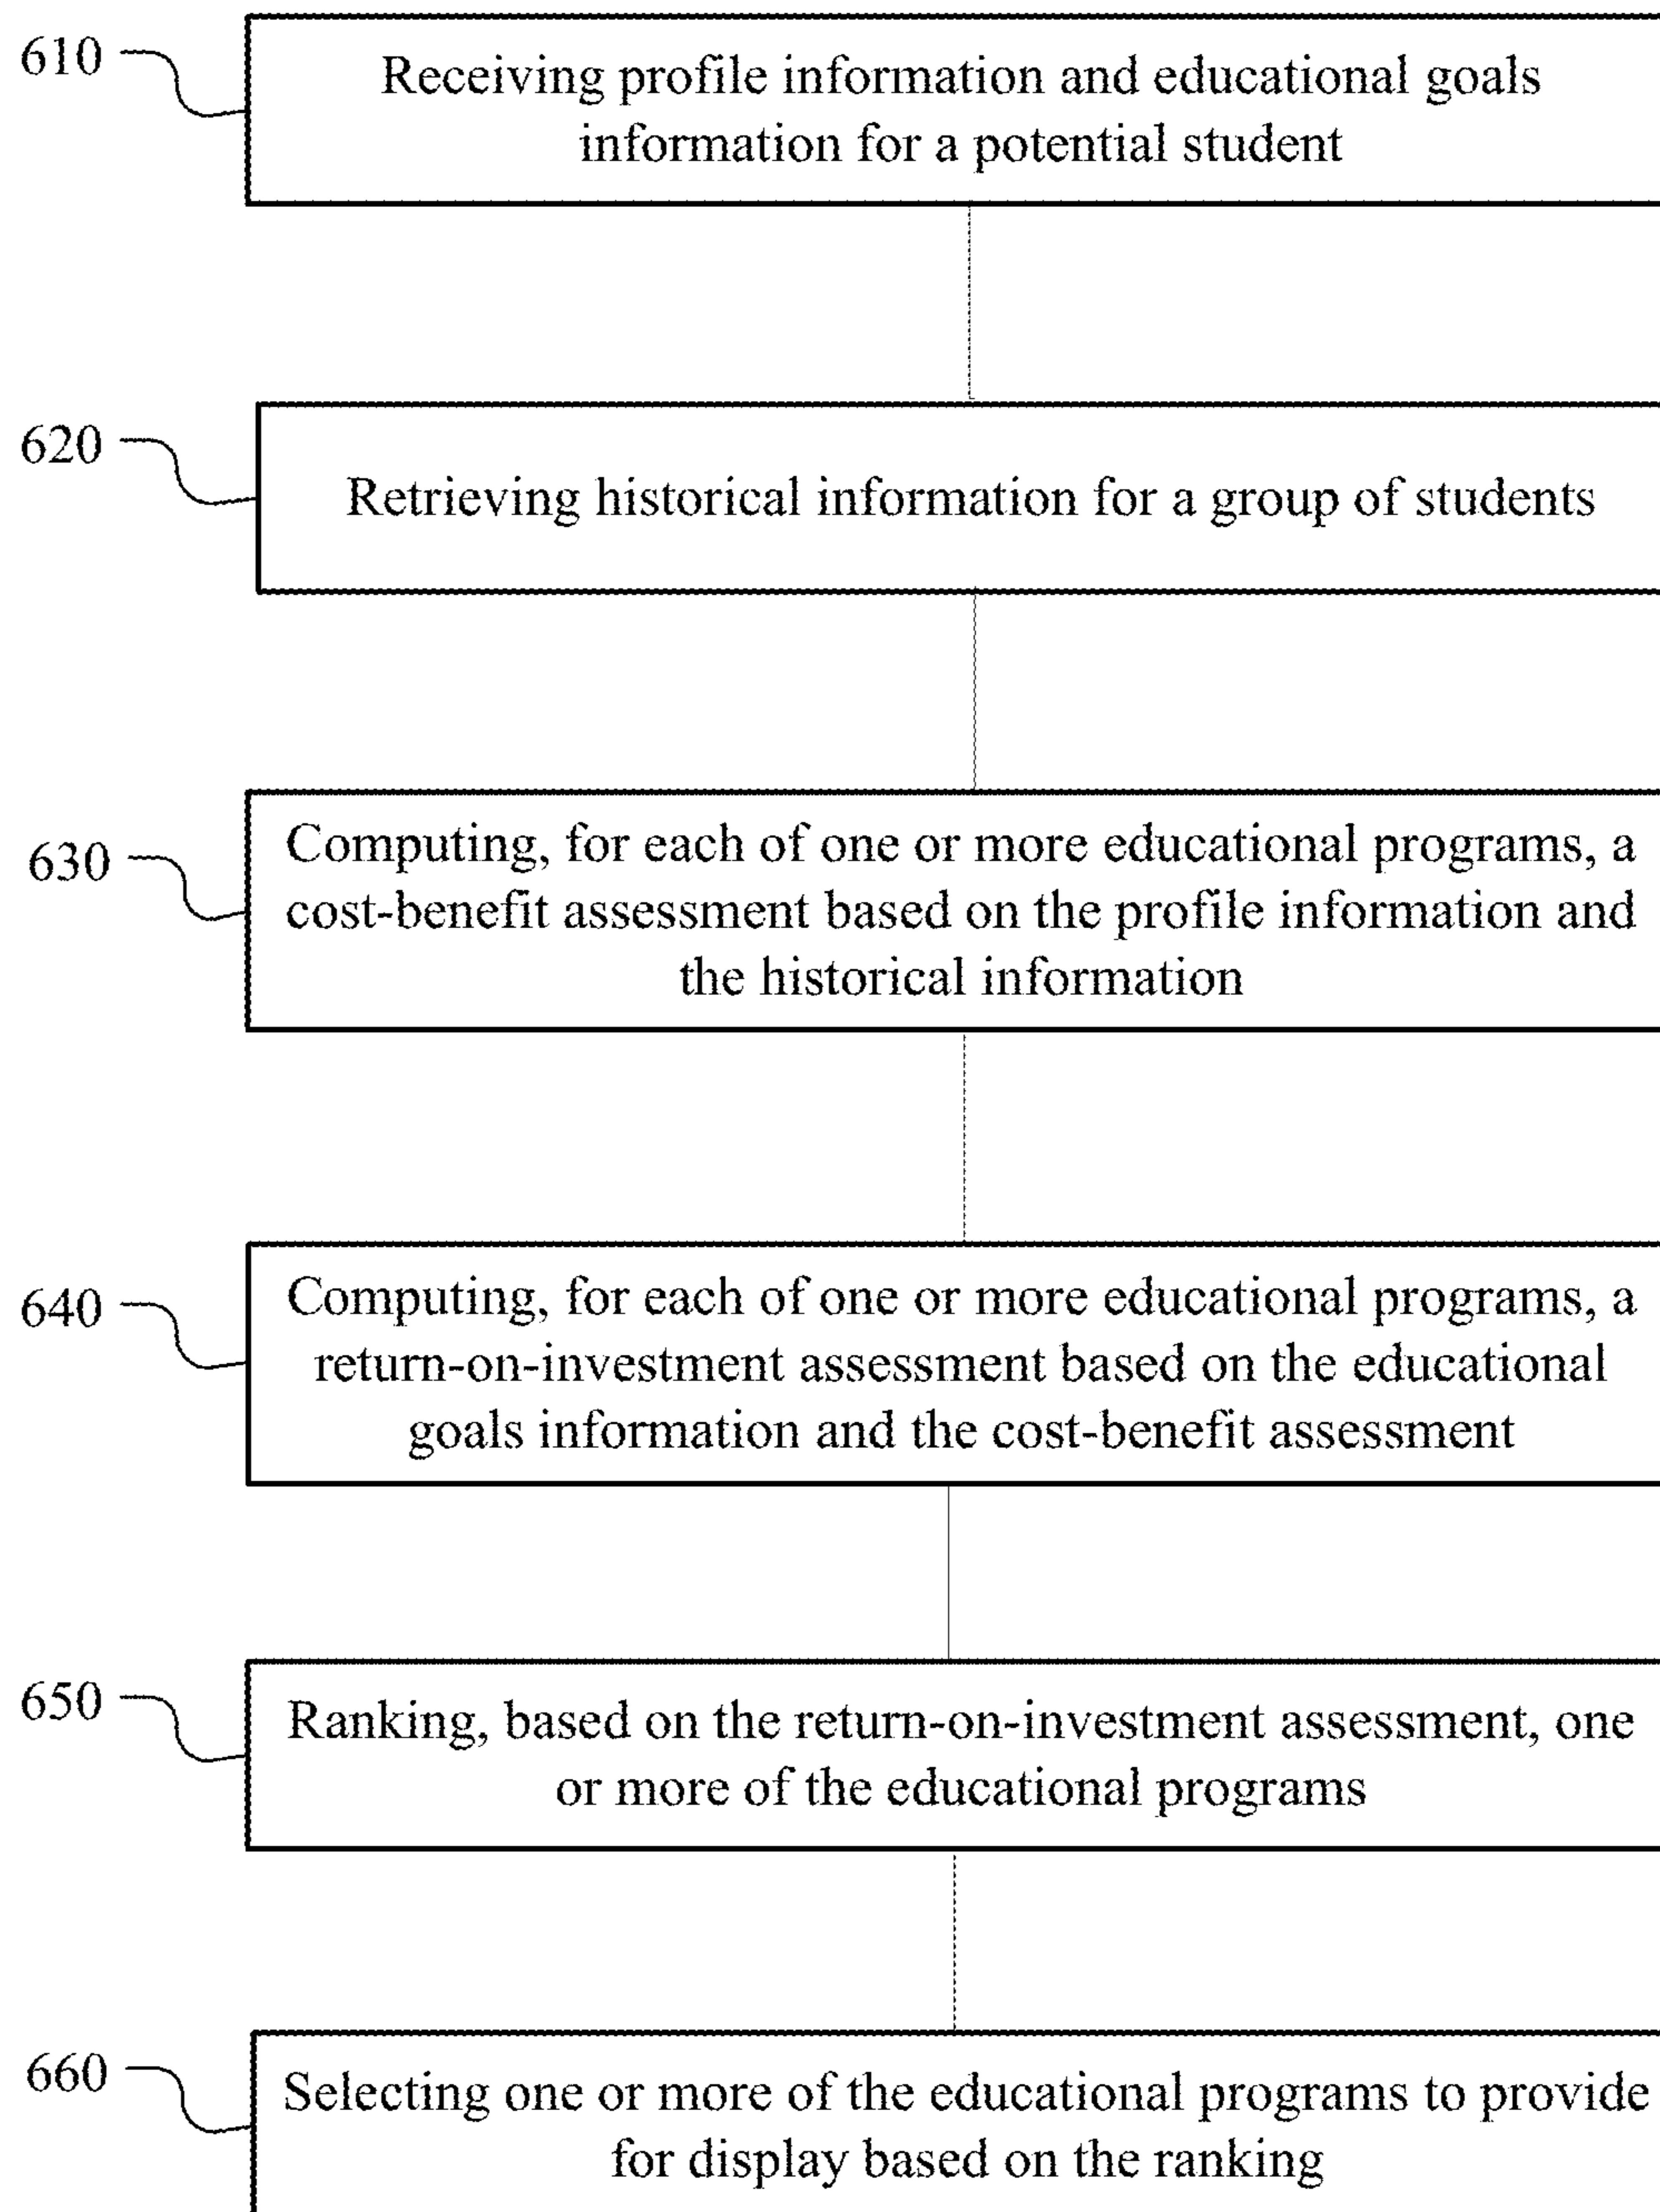 610
Receiving profile information and educational goals
information for a potential student
620
Retrieving historical information for a group of students
630
Computing, for each of one or more educational programs, a
cost-benefit assessment based on the profile information and
the historical information
640
Computing, for each of one or more educational programs, a
return-on-investment assessment based on the educational
goals information and the cost-benefit assessment
650
Ranking, based on the return-on-investment assessment, one
or more of the educational programs
660
Selecting one or more of the educational programs to provide
for display based on the ranking